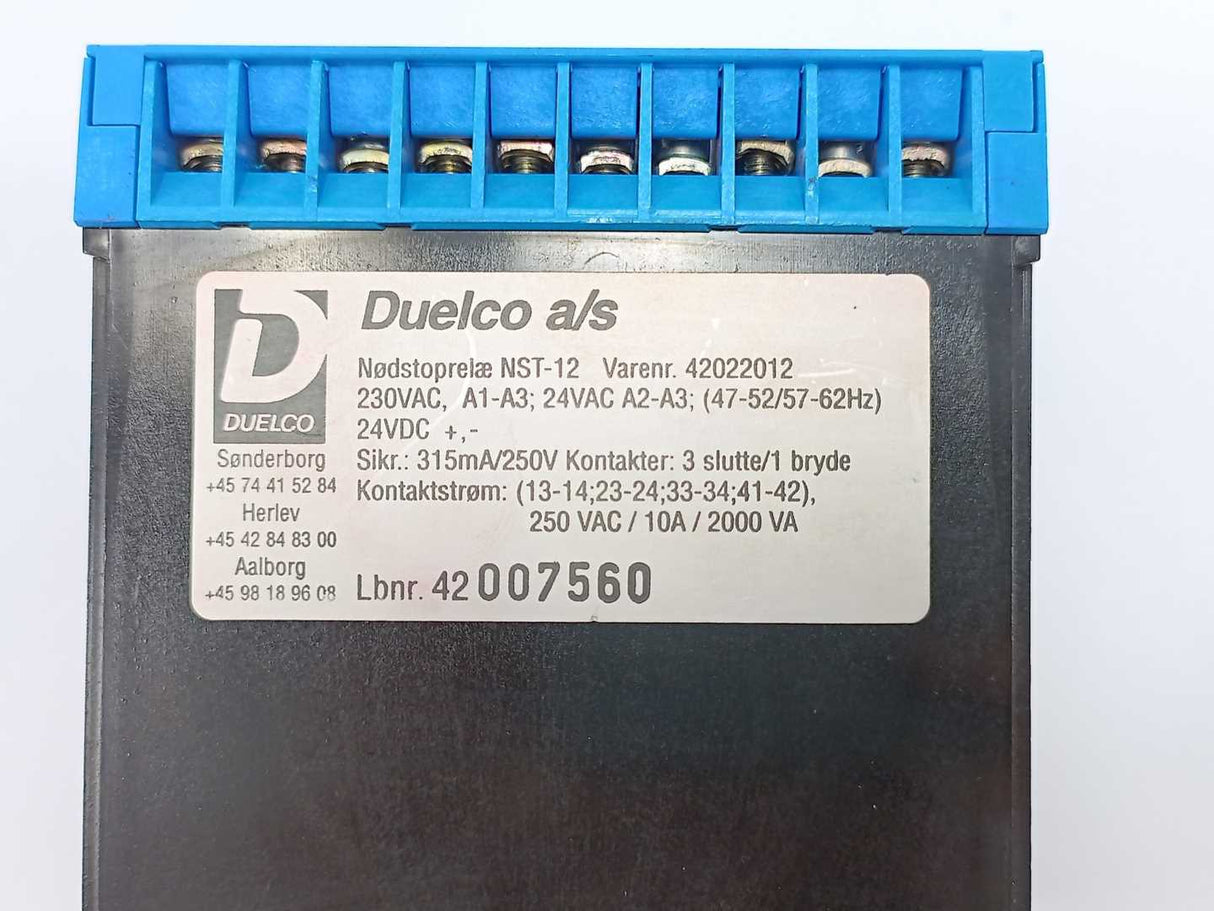 Duelco a/s
Nødstoprelæ NST-12 Varenr. 42022012
230VAC, A1-A3; 24VAC A2-A3; (47-52/57-62Hz)
24VDC +,-
Sikr.: 315mA/250V Kontakter: 3 slutte/1 bryde
Kontaktstrøm: (13-14;23-24;33-34;41-42),
250 VAC / 10A / 2000 VA
Lbnr. 42 007560
D
DUELCO
Sønderborg
+45 74 41 52 84
Herlev
+45 42 84 83 00
Aalborg
+45 98 18 96 08